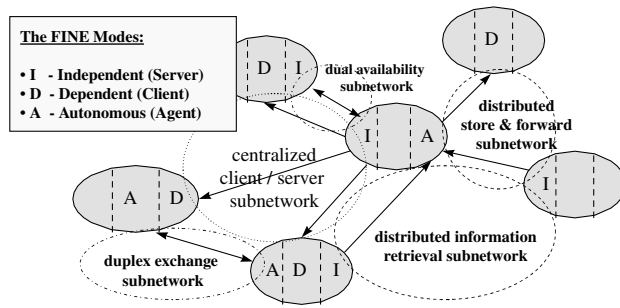 The FINE Modes:
• I - Independent (Server)
• D - Dependent (Client)
• A - Autonomous (Agent)
D I
D
dual availability
subnetwork
I A
distributed
store & forward
subnetwork
centralized
client / server
subnetwork
I
A D
distributed information
retrieval subnetwork
duplex exchange
subnetwork
A D I